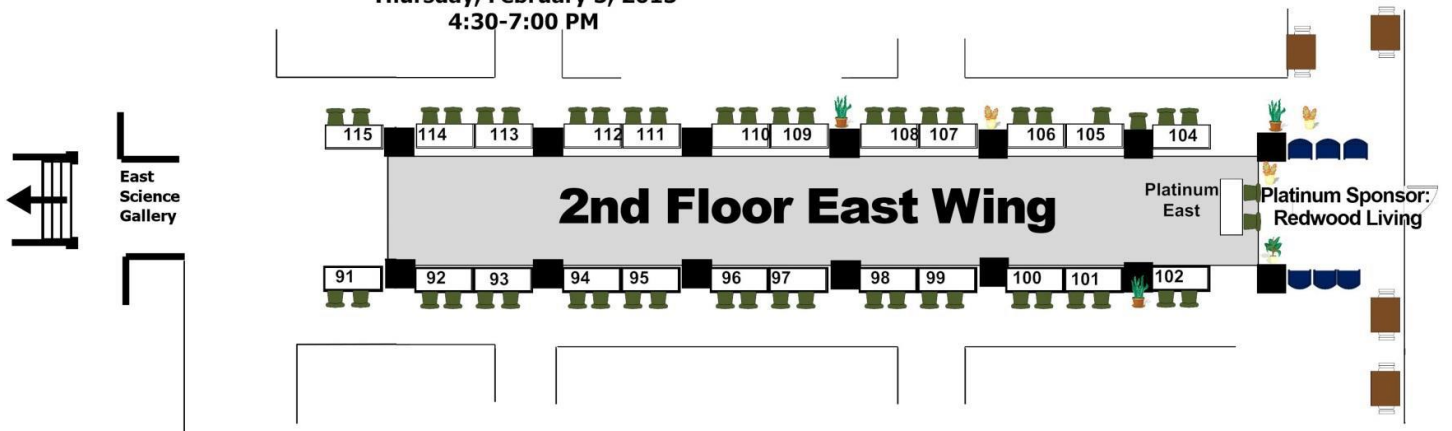 4:30-7:00 PM
115 114 113 112 111 110 109 108 107 106 105 104
East
Science
Gallery
2nd Floor East Wing
Platinum
East
Platinum Sponsor:
Redwood Living
91 92 93 94 95 96 97 98 99 100 101 102